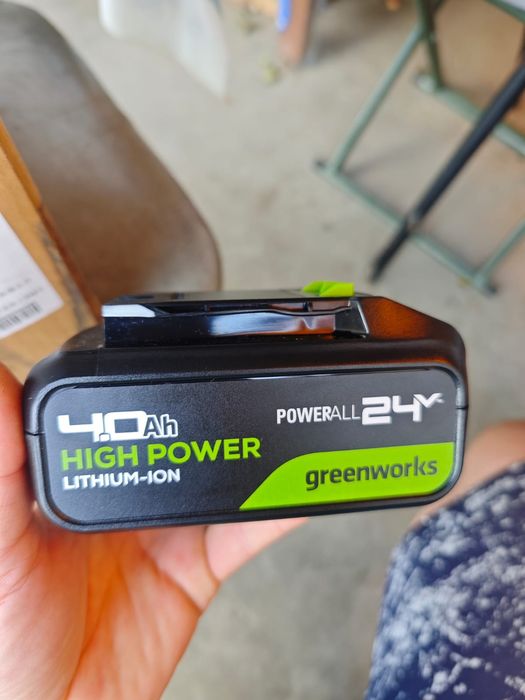 4.0Ah
HIGH POWER
LITHIUM-ION
POWERALL 24V
greenworks